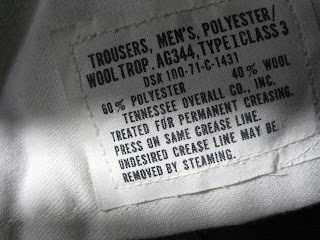 TROUSERS, MEN'S, POLYESTER/
WOOL TROP. AG344, TYPE I CLASS 3
DSA 100-71-C-1431
60% POLYESTER 40% WOOL
TENNESSEE OVERALL CO., INC.
TREATED FOR PERMANENT CREASING.
PRESS ON SAME CREASE LINE.
UNDESIRED CREASE LINE MAY BE
REMOVED BY STEAMING.